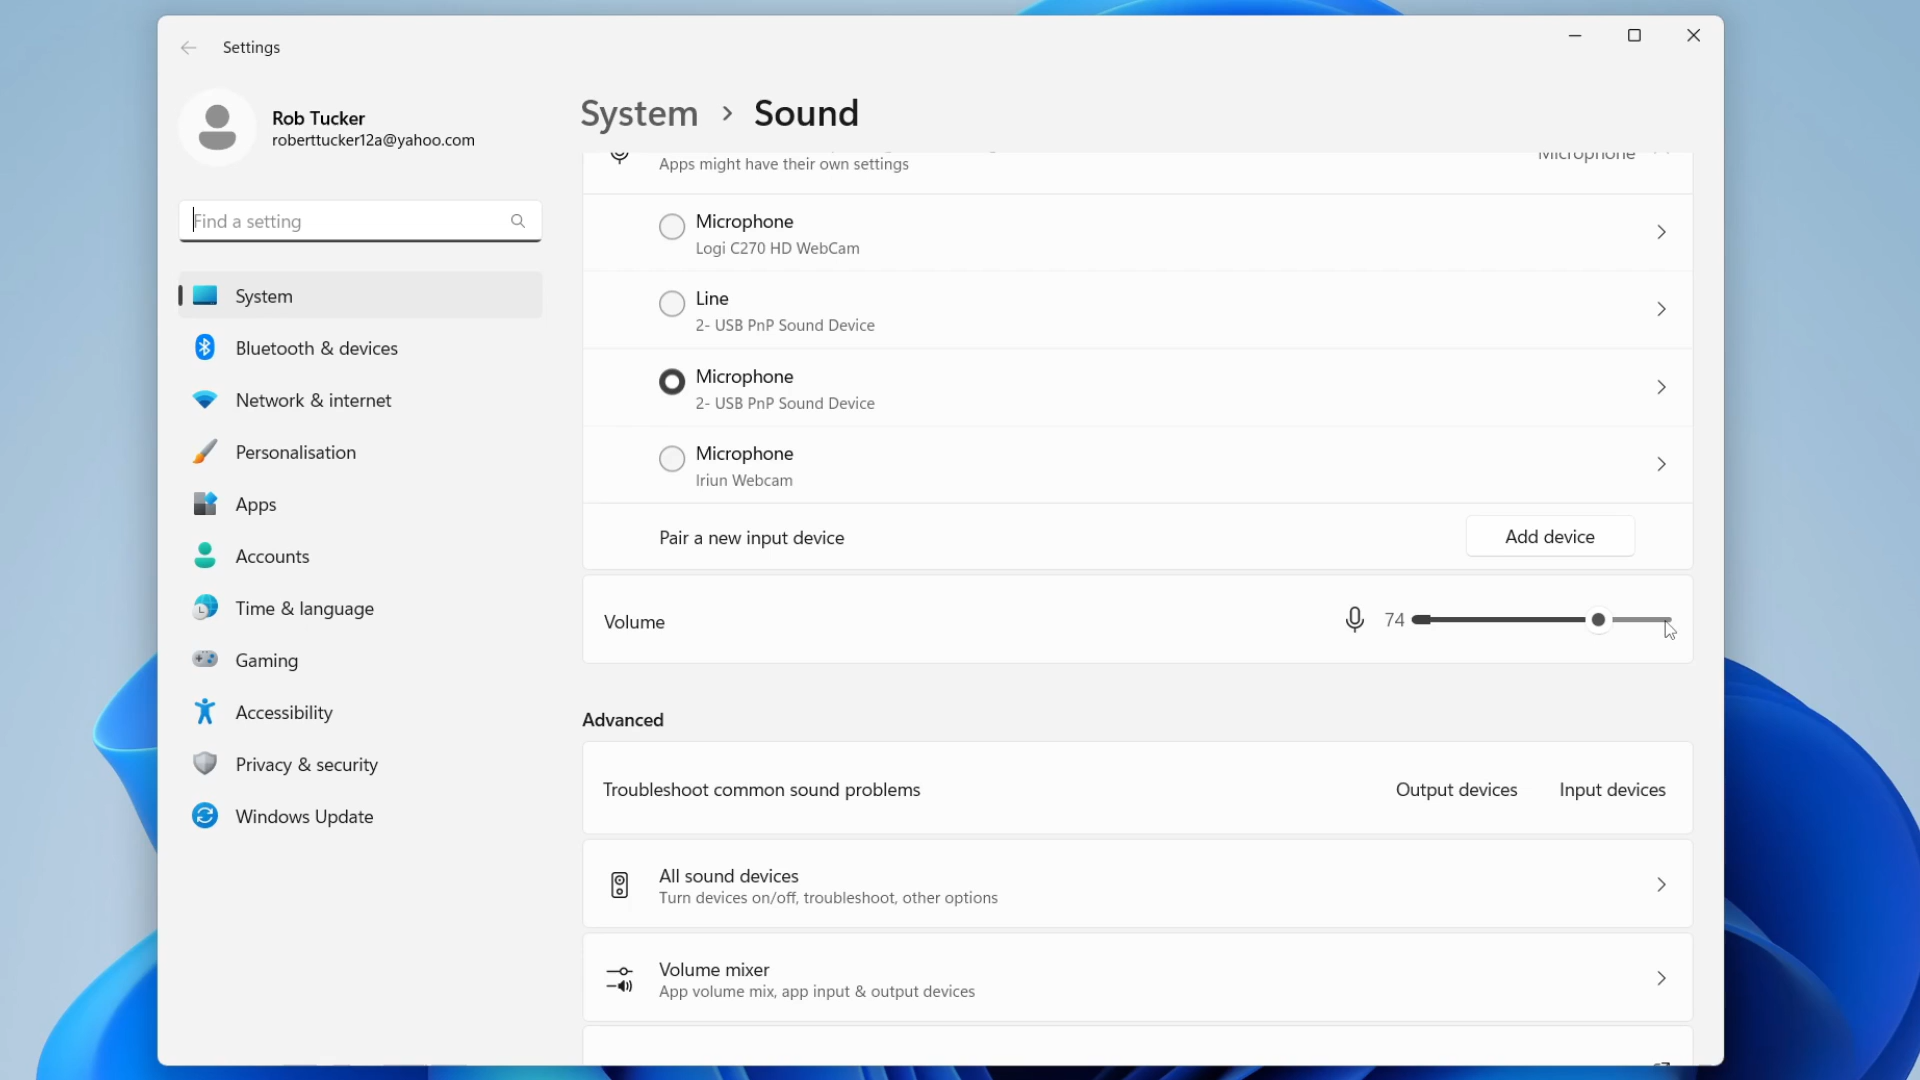 Settings
Rob Tucker
roberttucker12a@yahoo.com
Find a setting
System
Bluetooth & devices
Network & internet
Personalisation
Apps
Accounts
Time & language
Gaming
Accessibility
Privacy & security
Windows Update
System > Sound
Apps might have their own settings
Microphone
Microphone
Logi C270 HD WebCam
Line
2- USB PnP Sound Device
Microphone
2- USB PnP Sound Device
Microphone
Iriun Webcam
Pair a new input device
Add device
Volume
74
Advanced
Troubleshoot common sound problems
Output devices
Input devices
All sound devices
Turn devices on/off, troubleshoot, other options
Volume mixer
App volume mix, app input & output devices